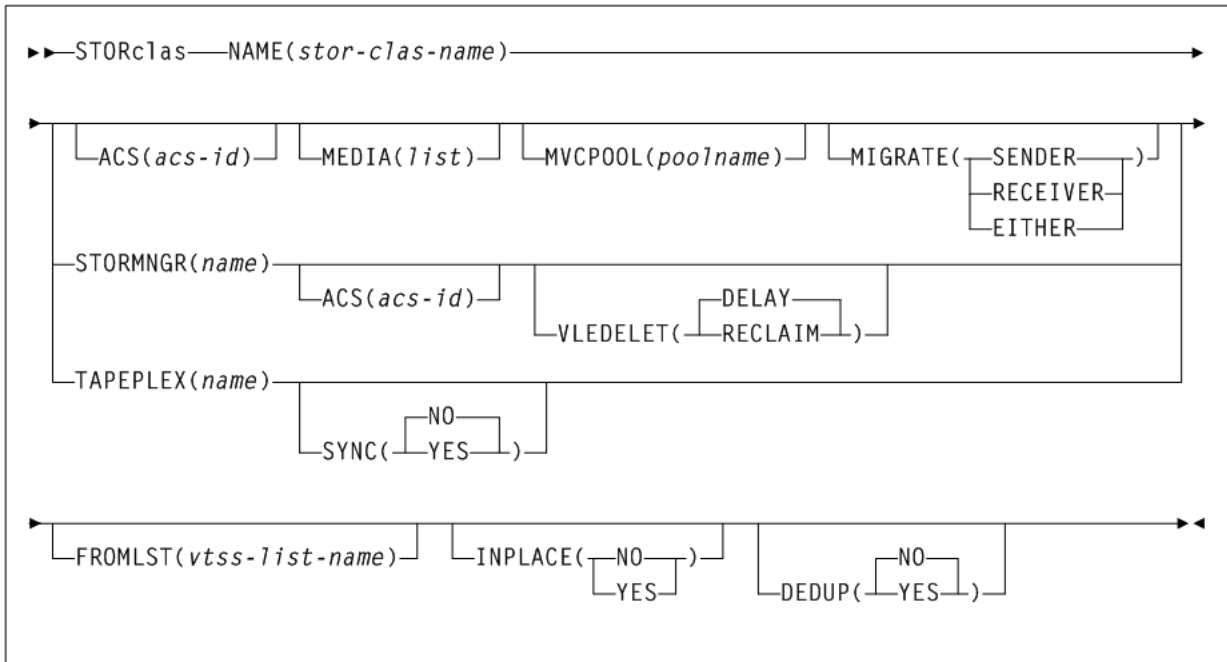 STORclas NAME(stor-clas-name)
ACS(acs-id) MEDIA(list) MVCPOOL(poolname) MIGRATE( SENDER )
RECEIVER
EITHER
STORMNGR(name)
ACS(acs-id) DELAY
VLEDELET( RECLAIM )
TAPEPLEX(name)
NO
SYNC( YES )
FROMLST(vtss-list-name) INPLACE( NO ) NO
YES DEDUP( YES )